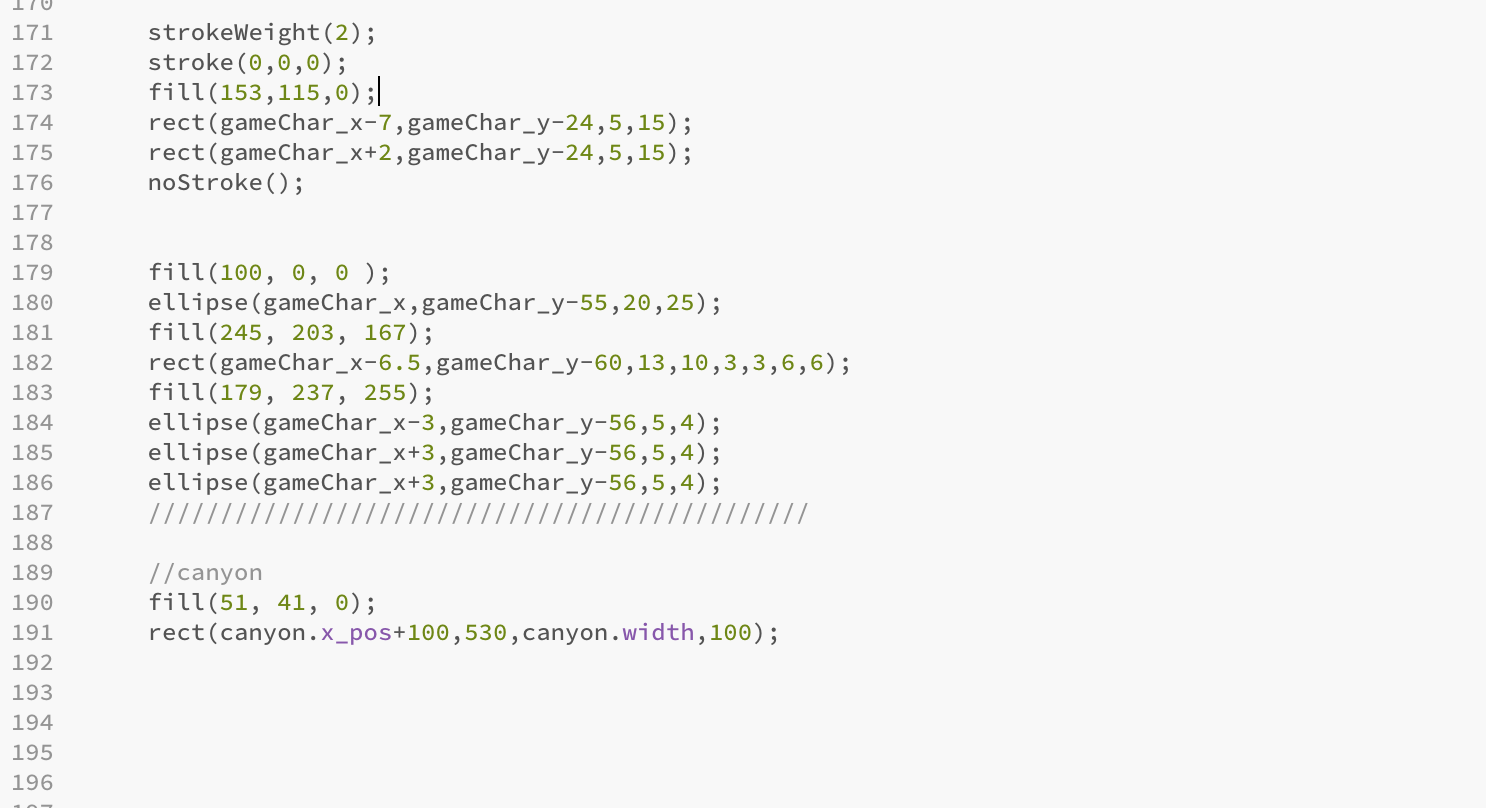 170
171 strokeWeight(2);
172 stroke(0,0,0);
173 fill(153,115,0);
174 rect(gameChar_x-7,gameChar_y-24,5,15);
175 rect(gameChar_x+2,gameChar_y-24,5,15);
176 noStroke();
177
178
179 fill(100, 0, 0 );
180 ellipse(gameChar_x,gameChar_y-55,20,25);
181 fill(245, 203, 167);
182 rect(gameChar_x-6.5,gameChar_y-60,13,10,3,3,6,6);
183 fill(179, 237, 255);
184 ellipse(gameChar_x-3,gameChar_y-56,5,4);
185 ellipse(gameChar_x+3,gameChar_y-56,5,4);
186 ellipse(gameChar_x+3,gameChar_y-56,5,4);
187 //////////////////////////////////////////////
188
189 //canyon
190 fill(51, 41, 0);
191 rect(canyon.x_pos+100,530,canyon.width,100);
192
193
194
195
196
197